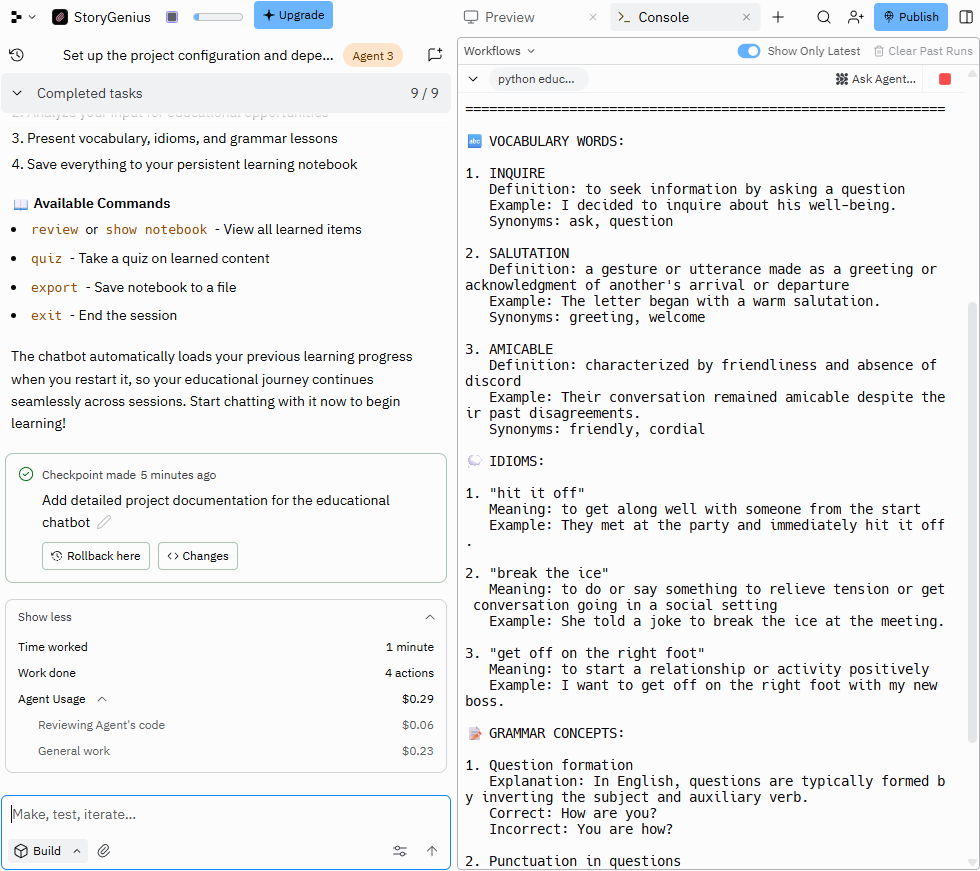 StoryGenius
Upgrade
Preview
Console
Publish
Set up the project configuration and depe...
Agent 3
Completed tasks
9 / 9
2. Analyze your input for educational opportunities
3. Present vocabulary, idioms, and grammar lessons
4. Save everything to your persistent learning notebook
📖 Available Commands
• review or show notebook - View all learned items
• quiz - Take a quiz on learned content
• export - Save notebook to a file
• exit - End the session
The chatbot automatically loads your previous learning progress
when you restart it, so your educational journey continues
seamlessly across sessions. Start chatting with it now to begin
learning!
Checkpoint made 5 minutes ago
Add detailed project documentation for the educational
chatbot
Rollback here
Changes
Show less
Time worked
1 minute
Work done
4 actions
Agent Usage
$0.29
Reviewing Agent's code
$0.06
General work
$0.23
Make, test, iterate...
Build
Workflows
Show Only Latest
Clear Past Runs
python educ...
Ask Agent...
============================================================
🔤 VOCABULARY WORDS:
1. INQUIRE
Definition: to seek information by asking a question
Example: I decided to inquire about his well-being.
Synonyms: ask, question
2. SALUTATION
Definition: a gesture or utterance made as a greeting or
acknowledgment of another's arrival or departure
Example: The letter began with a warm salutation.
Synonyms: greeting, welcome
3. AMICABLE
Definition: characterized by friendliness and absence of
discord
Example: Their conversation remained amicable despite the
ir past disagreements.
Synonyms: friendly, cordial
💭 IDIOMS:
1. "hit it off"
Meaning: to get along well with someone from the start
Example: They met at the party and immediately hit it off
.
2. "break the ice"
Meaning: to do or say something to relieve tension or get
conversation going in a social setting
Example: She told a joke to break the ice at the meeting.
3. "get off on the right foot"
Meaning: to start a relationship or activity positively
Example: I want to get off on the right foot with my new
boss.
📝 GRAMMAR CONCEPTS:
1. Question formation
Explanation: In English, questions are typically formed b
y inverting the subject and auxiliary verb.
Correct: How are you?
Incorrect: You are how?
2. Punctuation in questions